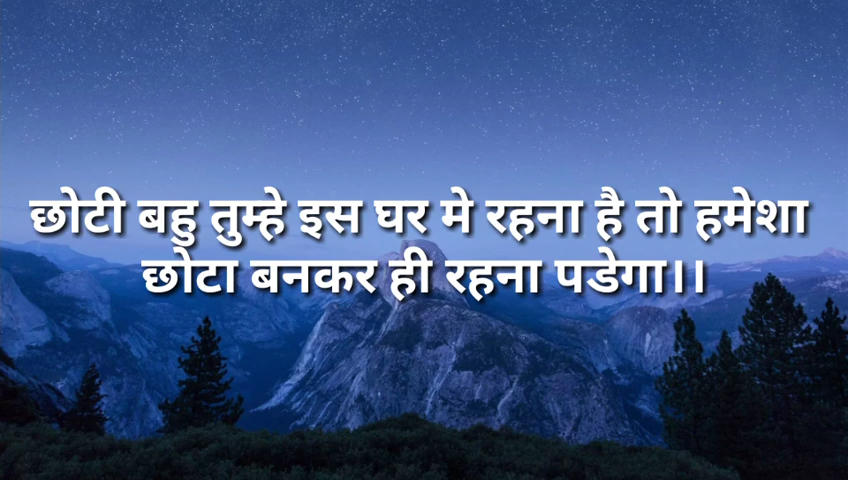 छोटी बहु तुम्हे इस घर मे रहना है तो हमेशा
छोटा बनकर ही रहना पडेगा।।